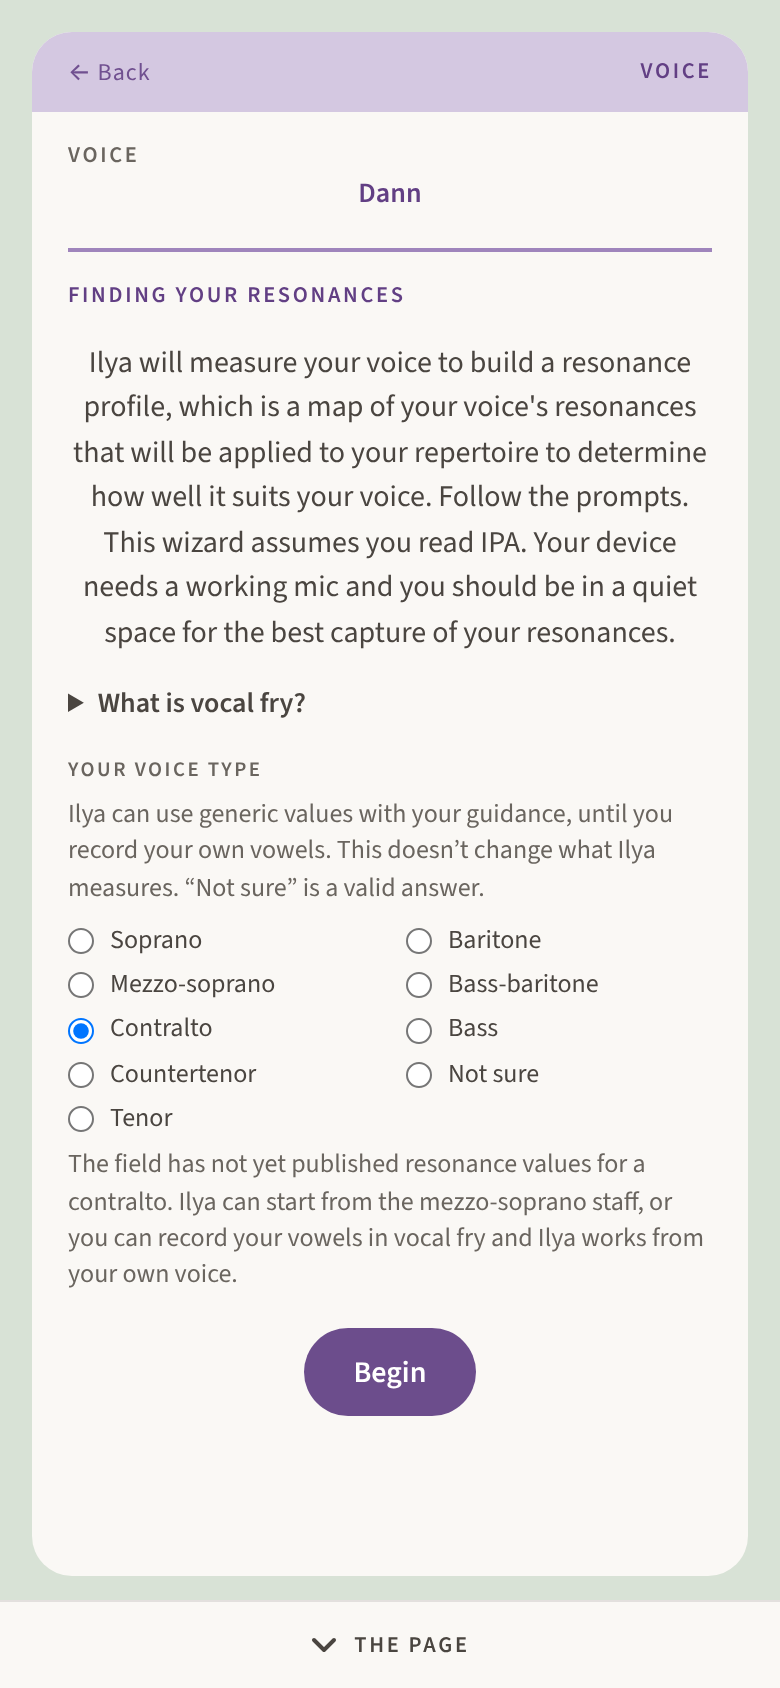 ← Back
VOICE
VOICE
Dann
FINDING YOUR RESONANCES
Ilya will measure your voice to build a resonance
profile, which is a map of your voice's resonances
that will be applied to your repertoire to determine
how well it suits your voice. Follow the prompts.
This wizard assumes you read IPA. Your device
needs a working mic and you should be in a quiet
space for the best capture of your resonances.
What is vocal fry?
YOUR VOICE TYPE
Ilya can use generic values with your guidance, until you
record your own vowels. This doesn’t change what Ilya
measures. “Not sure” is a valid answer.
Soprano
Mezzo-soprano
Contralto
Countertenor
Tenor
Baritone
Bass-baritone
Bass
Not sure
The field has not yet published resonance values for a
contralto. Ilya can start from the mezzo-soprano staff, or
you can record your vowels in vocal fry and Ilya works from
your own voice.
Begin
THE PAGE